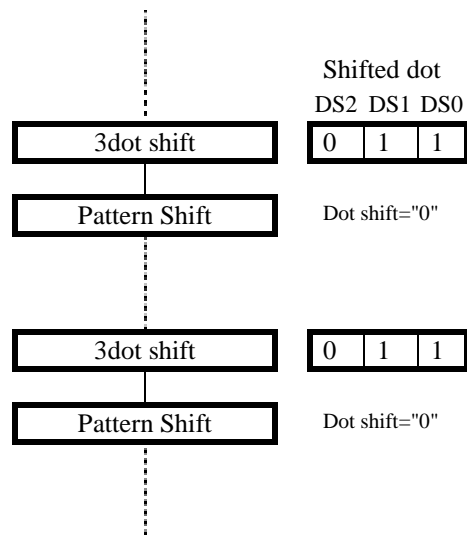 Shifted dot
DS2 DS1 DS0
3dot shift 0 1 1
Pattern Shift Dot shift="0"
3dot shift 0 1 1
Pattern Shift Dot shift="0"